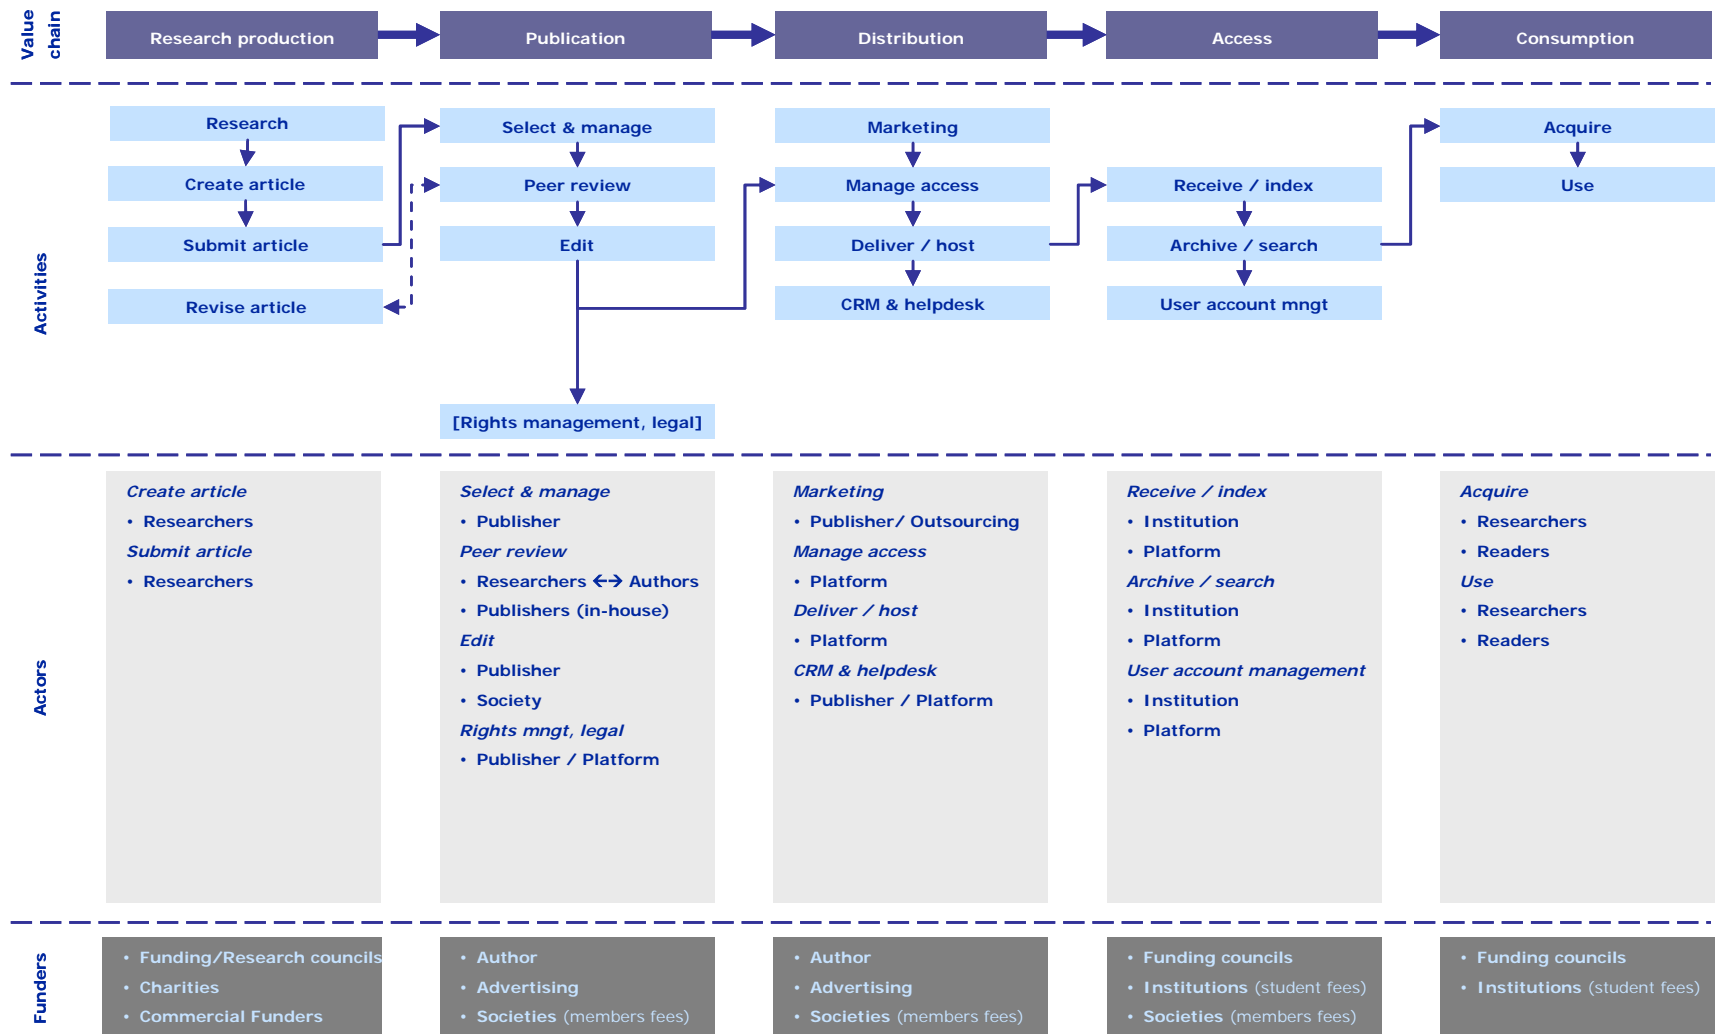 Value
chain
Research production
Publication
Distribution
Access
Consumption
Activities
Research
Create article
Submit article
Revise article
Select & manage
Peer review
Edit
[Rights management, legal]
Marketing
Manage access
Deliver / host
CRM & helpdesk
Receive / index
Archive / search
User account mngt
Acquire
Use
Actors
Create article
• Researchers
Submit article
• Researchers
Select & manage
• Publisher
Peer review
• Researchers ←→ Authors
• Publishers (in-house)
Edit
• Publisher
• Society
Rights mngt, legal
• Publisher / Platform
Marketing
• Publisher/ Outsourcing
Manage access
• Platform
Deliver / host
• Platform
CRM & helpdesk
• Publisher / Platform
Receive / index
• Institution
• Platform
Archive / search
• Institution
• Platform
User account management
• Institution
• Platform
Acquire
• Researchers
• Readers
Use
• Researchers
• Readers
Funders
• Funding/Research councils
• Charities
• Commercial Funders
• Author
• Advertising
• Societies (members fees)
• Author
• Advertising
• Societies (members fees)
• Funding councils
• Institutions (student fees)
• Societies (members fees)
• Funding councils
• Institutions (student fees)